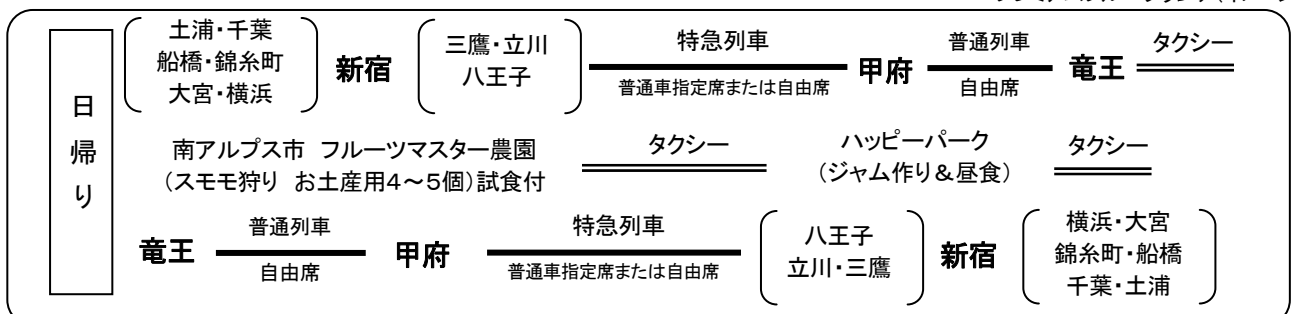 日帰り
土浦・千葉
船橋・錦糸町
大宮・横浜
新宿
三鷹・立川
八王子
特急列車
普通車指定席または自由席
甲府
普通列車
自由席
竜王
タクシー
南アルプス市 フルーツマスター農園
(スモモ狩り お土産用4~5個)試食付
タクシー
ハッピーパーク
(ジャム作り&昼食)
タクシー
竜王
普通列車
自由席
甲府
特急列車
普通車指定席または自由席
八王子
立川・三鷹
新宿
横浜・大宮
錦糸町・船橋
千葉・土浦